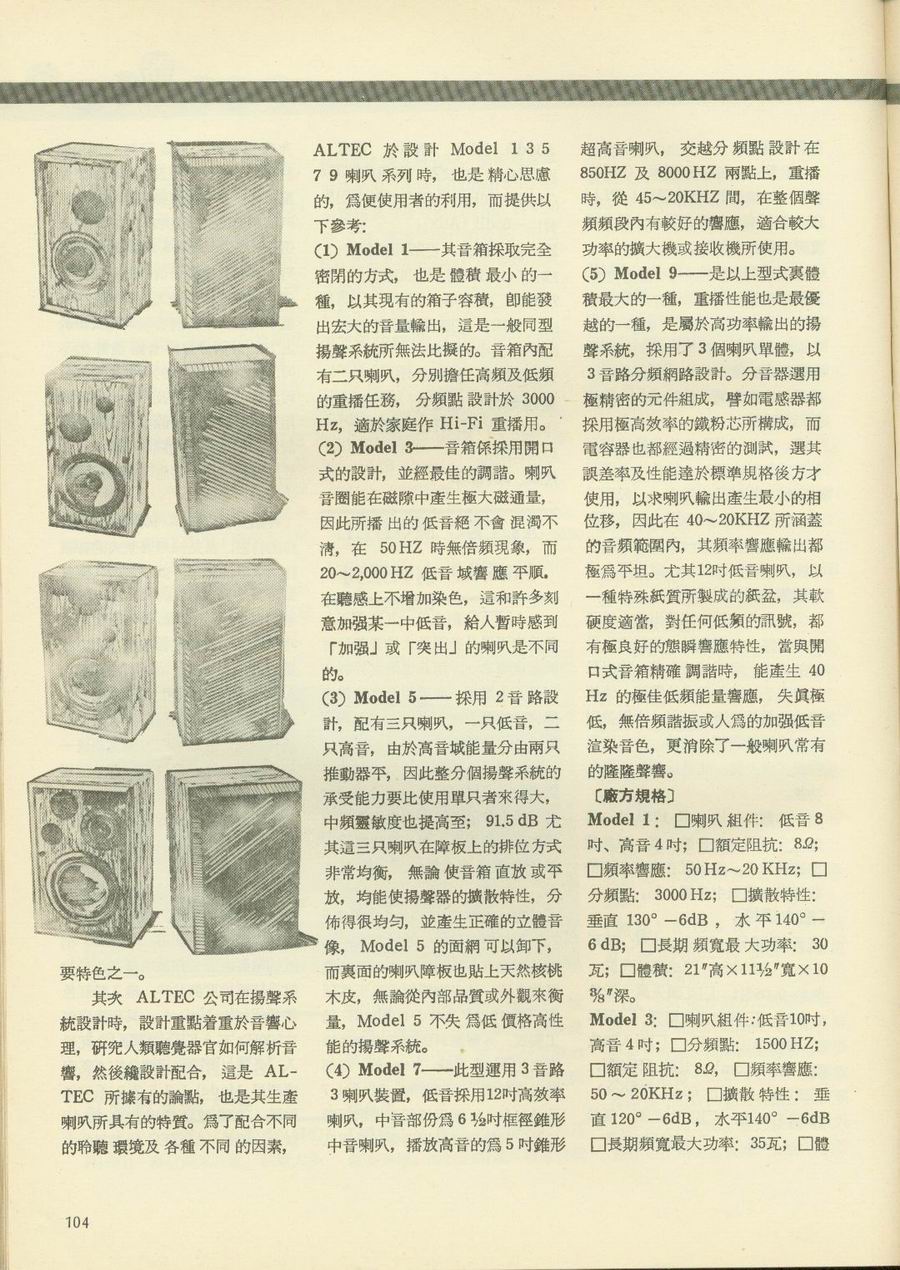 要特色之一。
其次 ALTEC 公司在揚聲系
統設計時，設計重點着重於音響心
理，研究人類聽覺器官如何解析音
響，然後纔設計配合，這是 AL-
TEC 所據有的論點，也是其生產
喇叭所具有的特質。爲了配合不同
的聆聽環境及各種不同的因素，
ALTEC 於設計 Model 1 3 5
7 9 喇叭系列時，也是精心思慮
的，爲便使用者的利用，而提供以
下參考:
(1) Model 1──其音箱採取完全
密閉的方式，也是體積最小的一
種，以其現有的箱子容積，卽能發
出宏大的音量輸出，這是一般同型
揚聲系統所無法比擬的。音箱內配
有二只喇叭，分別擔任高頻及低頻
的重播任務，分頻點設計於 3000
Hz，適於家庭作 Hi-Fi 重播用。
(2) Model 3──音箱係採用開口
式的設計，並經最佳的調諧。喇叭
音圈能在磁隙中產生極大磁通量，
因此所播出的低音絕不會混濁不
淸，在 50HZ 時無倍頻現象，而
20～2,000HZ 低音域響應平順。
在聽感上不增加染色，這和許多刻
意加强某一中低音，給人暫時感到
「加强」或「突出」的喇叭是不同
的。
(3) Model 5──採用 2 音路設
計，配有三只喇叭，一只低音，二
只高音，由於高音域能量分由兩只
推動器平，因此整分個揚聲系統的
承受能力要比使用單只者來得大，
中頻靈敏度也提高至；91.5 dB 尤
其這三只喇叭在障板上的排位方式
非常均衡，無論使音箱直放或平
放，均能使揚聲器的擴散特性，分
佈得很均勻，並產生正確的立體音
像，Model 5 的面網可以卸下，
而裏面的喇叭障板也貼上天然核桃
木皮，無論從內部品質或外觀來衡
量，Model 5 不失爲低價格高性
能的揚聲系統。
(4) Model 7──此型運用 3 音路
3 喇叭裝置，低音採用12吋高效率
喇叭，中音部份爲 6 ½吋框徑錐形
中音喇叭，播放高音的爲 5 吋錐形
超高音喇叭，交越分頻點設計在
850HZ 及 8000HZ 兩點上，重播
時，從 45～20KHZ 間，在整個聲
頻頻段內有較好的響應，適合較大
功率的擴大機或接收機所使用。
(5) Model 9──是以上型式裏體
積最大的一種，重播性能也是最優
越的一種，是屬於高功率輸出的揚
聲系統，採用了 3 個喇叭單體，以
3 音路分頻網路設計。分音器選用
極精密的元件組成，譬如電感器都
採用極高效率的鐵粉芯所構成，而
電容器也都經過精密的測試，選其
誤差率及性能達於標準規格後方才
使用，以求喇叭輸出產生最小的相
位移，因此在 40～20KHZ 所涵蓋
的音頻範圍內，其頻率響應輸出都
極爲平坦。尤其12吋低音喇叭，以
一種特殊紙質所製成的紙盆，其軟
硬度適當，對任何低頻的訊號，都
有極良好的態瞬響應特性，當與開
口式音箱精確調諧時，能產生 40
Hz 的極佳低頻能量響應，失眞極
低，無倍頻諧振或人爲的加强低音
渲染音色，更消除了一般喇叭常有
的隆隆聲響。
〔廠方規格〕
Model 1：□喇叭組件：低音 8
吋、高音 4 吋；□額定阻抗：8Ω；
□頻率響應：50 Hz～20 KHz；□
分頻點：3000 Hz；□擴散特性：
垂直 130° −6dB，水平 140° −
6 dB；□長期頻寬最大功率：30
瓦；□體積：21″高×11½″寬×10
⅜″深。
Model 3：□喇叭組件:低音10吋，
高音 4 吋；□分頻點：1500 HZ；
□額定阻抗：8Ω，□頻率響應：
50～20KHz；□擴散特性：垂
直 120° −6dB，水平140° −6dB
□長期頻寬最大功率：35瓦；□體
104